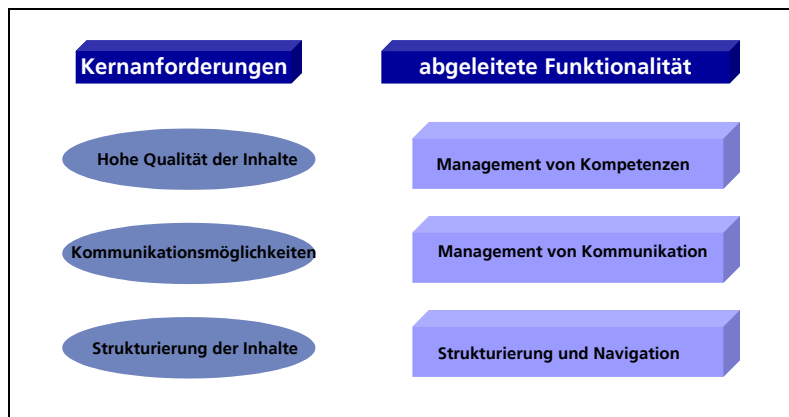 Kernanforderungen
abgeleitete Funktionalität
Hohe Qualität der Inhalte
Management von Kompetenzen
Kommunikationsmöglichkeiten
Management von Kommunikation
Strukturierung der Inhalte
Strukturierung und Navigation